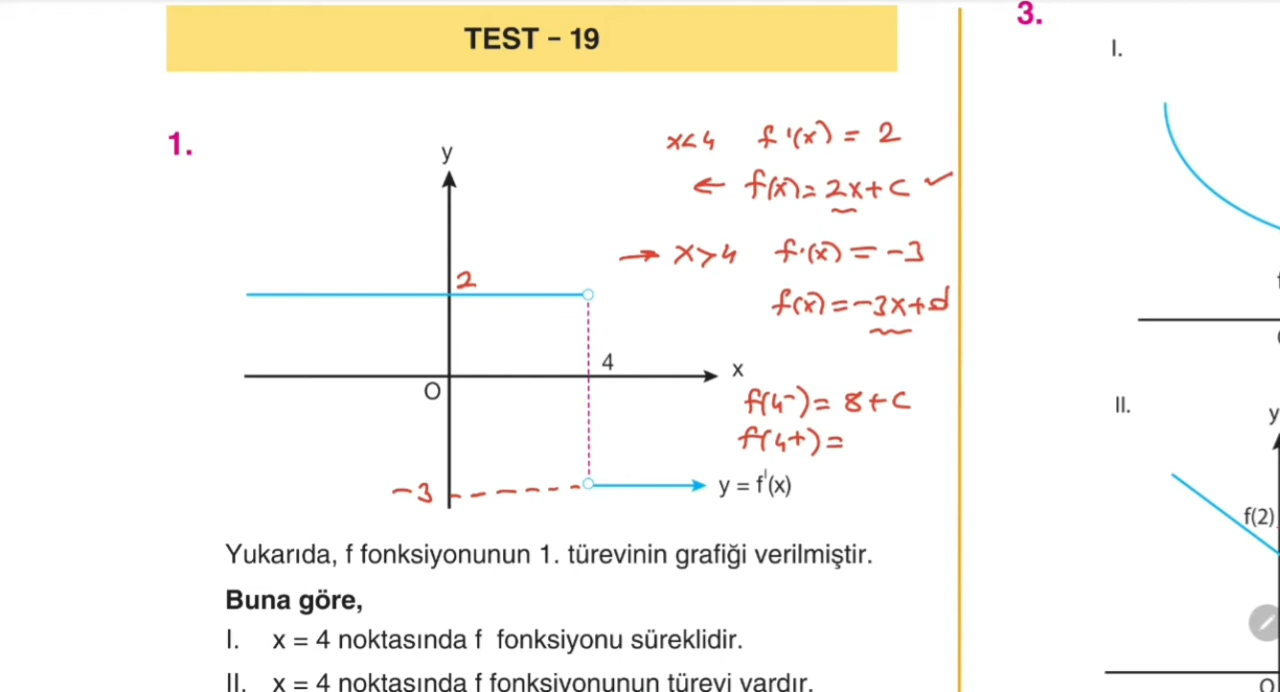 TEST – 19
1.
y
x<4 f'(x) = 2
← f(x) = 2x+c ✓
→ x>4 f'(x) = -3
f(x) = -3x+d
2
4
x
O
f(4-) = 8+c
f(4+) =
-3
y = f'(x)
Yukarıda, f fonksiyonunun 1. türevinin grafiği verilmiştir.
Buna göre,
I. x = 4 noktasında f fonksiyonu süreklidir.
II. x = 4 noktasında f fonksiyonunun türevi vardır.
3.
I.
II.
y
f(2)